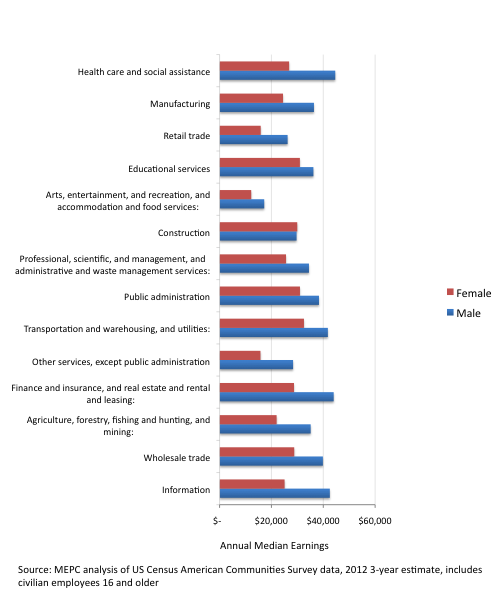 Health care and social assistance
Manufacturing
Retail trade
Educational services
Arts, entertainment, and recreation, and
accommodation and food services:
Construction
Professional, scientific, and management, and
administrative and waste management services:
Public administration
Transportation and warehousing, and utilities:
Other services, except public administration
Finance and insurance, and real estate and rental
and leasing:
Agriculture, forestry, fishing and hunting, and
mining:
Wholesale trade
Information
Female
Male
$- $20,000 $40,000 $60,000
Annual Median Earnings
Source: MEPC analysis of US Census American Communities Survey data, 2012 3-year estimate, includes
civilian employees 16 and older